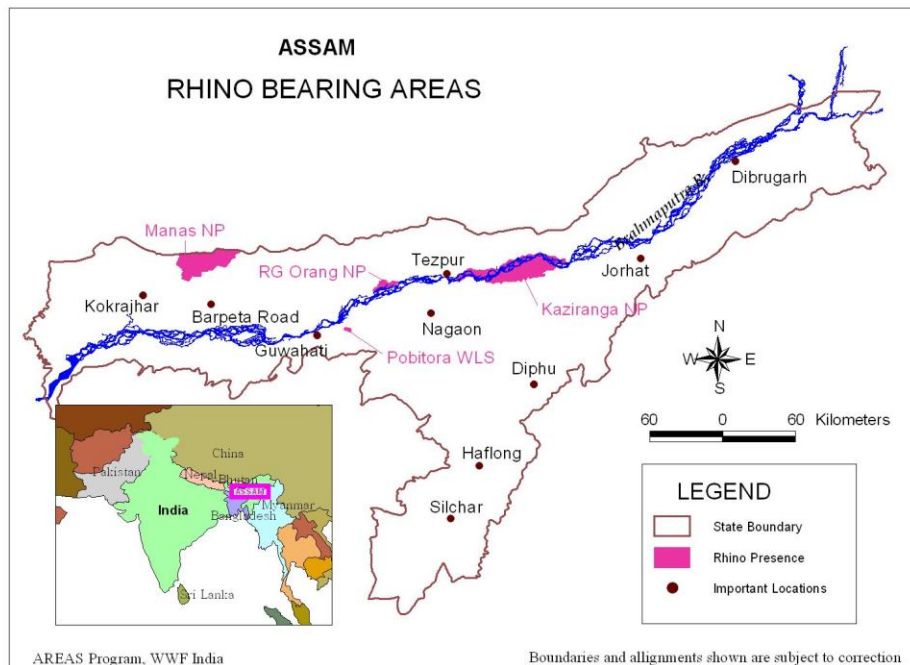 ASSAM
RHINO BEARING AREAS
Brahmaputra R.
Dibrugarh
Manas NP
RG Orang NP
Tezpur
Jorhat
Kokrajhar
Barpeta Road
Kaziranga NP
Nagaon
Guwahati
Pobitora WLS
Diphu
Haflong
Silchar
N
W
E
S
60
0
60
Kilometers
China
Pakistan
Nepal
Bhutan
ASSAM
India
Bangladesh
Myanmar
Sri Lanka
LEGEND
State Boundary
Rhino Presence
Important Locations
AREAS Program, WWF India
Boundaries and allignments shown are subject to correction